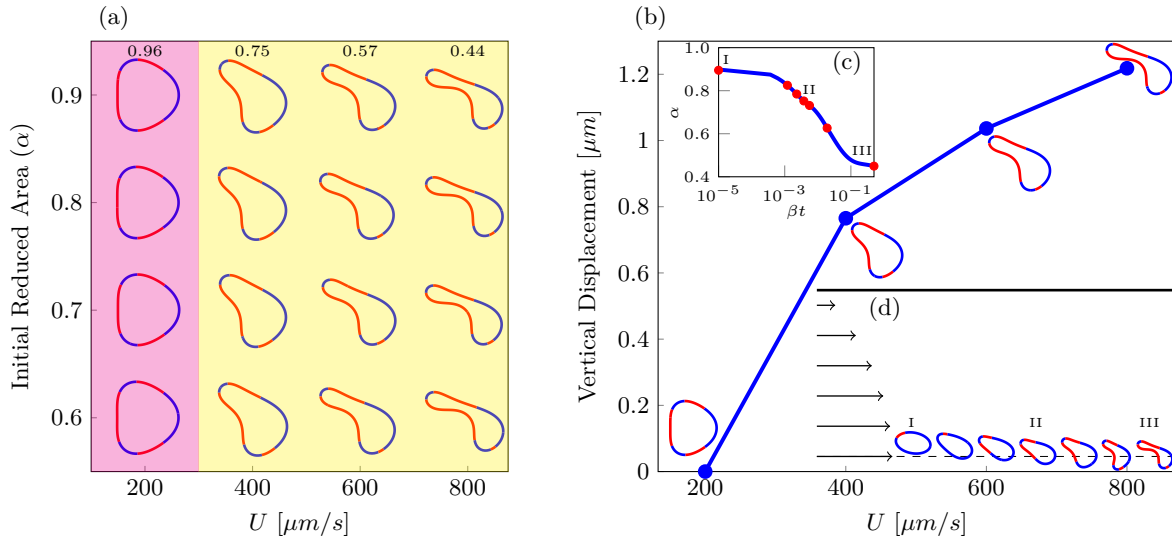 (a)
0.96 0.75 0.57 0.44
Initial Reduced Area (α)
0.9
0.8
0.7
0.6
200 400 600 800
U [μm/s]
(b)
Vertical Displacement [μm]
1.2
1
0.8
0.6
0.4
0.2
0
200 400 600 800
U [μm/s]
(c)
α
1.0
0.8
0.6
0.4
I
II
III
10⁻⁵ 10⁻³ 10⁻¹
βt
(d)
I II III